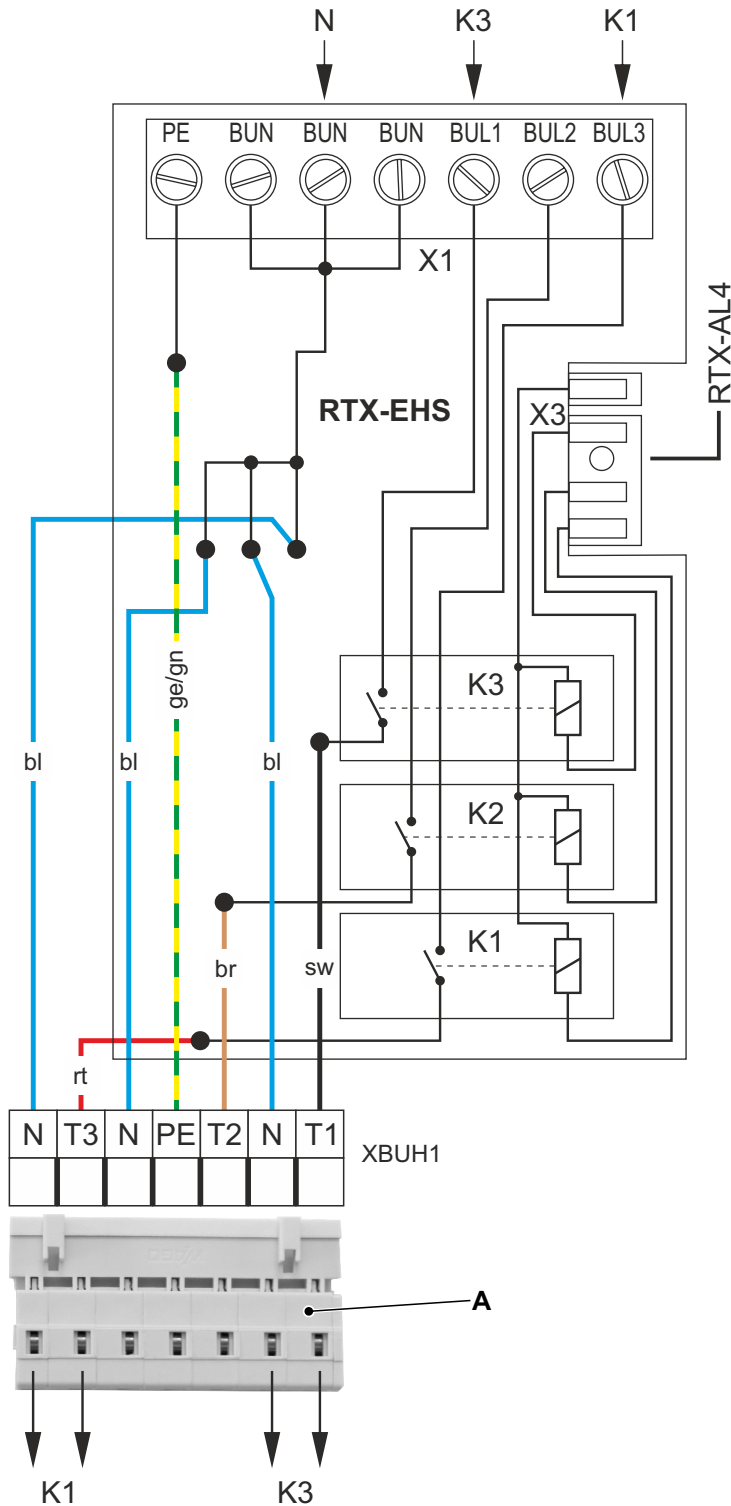 N K3 K1
PE BUN BUN BUN BUL1 BUL2 BUL3
X1
RTX-AL4
RTX-EHS
X3
ge/gn
K3
bl bl bl
K2
K1
br sw
rt
N T3 N PE T2 N T1
XBUH1
A
K1 K3